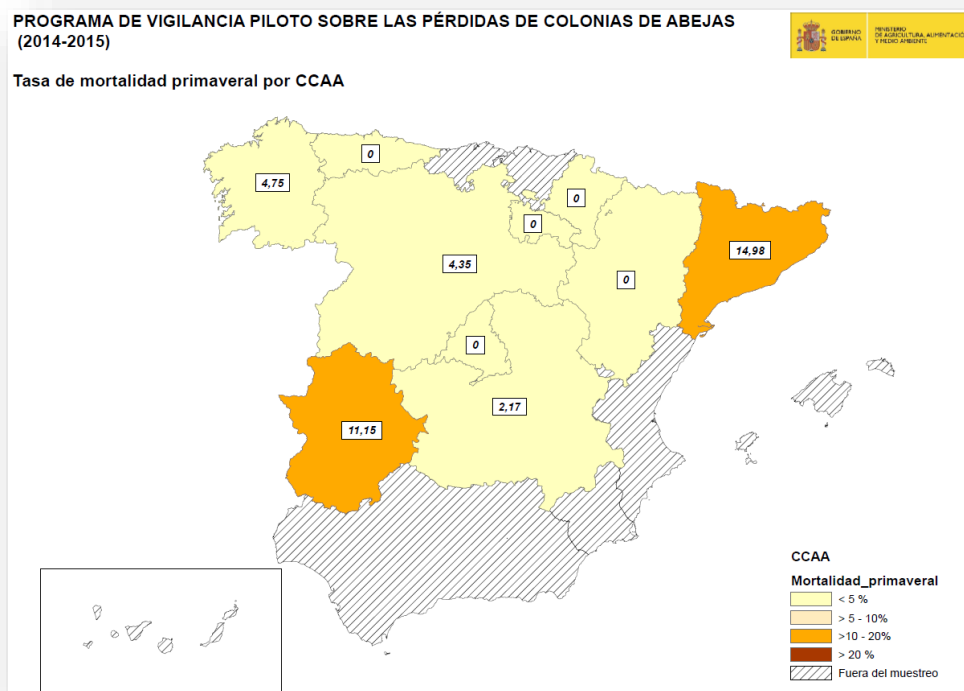 PROGRAMA DE VIGILANCIA PILOTO SOBRE LAS PÉRDIDAS DE COLONIAS DE ABEJAS
(2014-2015)
GOBIERNO
DE ESPAÑA
MINISTERIO
DE AGRICULTURA, ALIMENTACIÓ
Y MEDIO AMBIENTE
Tasa de mortalidad primaveral por CCAA
0
4,75
0
0
14,98
4,35
0
0
2,17
11,15
CCAA
Mortalidad_primaveral
< 5 %
> 5 - 10%
>10 - 20%
> 20 %
Fuera del muestreo